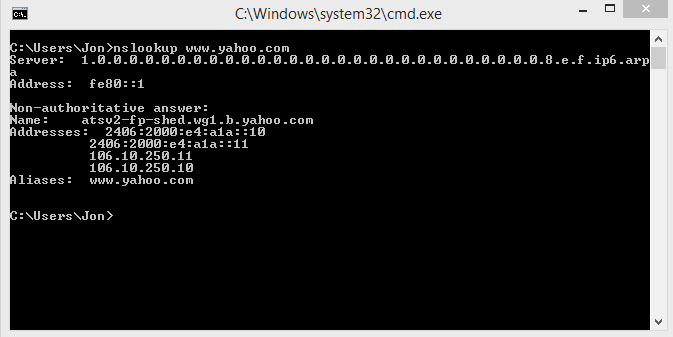 C:\Windows\system32\cmd.exe
C:\Users\Jon>nslookup www.yahoo.com
Server:  1.0.0.0.0.0.0.0.0.0.0.0.0.0.0.0.0.0.0.0.0.0.0.0.0.0.0.0.0.8.e.f.ip6.arp
a
Address:  fe80::1
Non-authoritative answer:
Name:    atsv2-fp-shed.wg1.b.yahoo.com
Addresses:  2406:2000:e4:a1a::10
2406:2000:e4:a1a::11
106.10.250.11
106.10.250.10
Aliases:  www.yahoo.com
C:\Users\Jon>